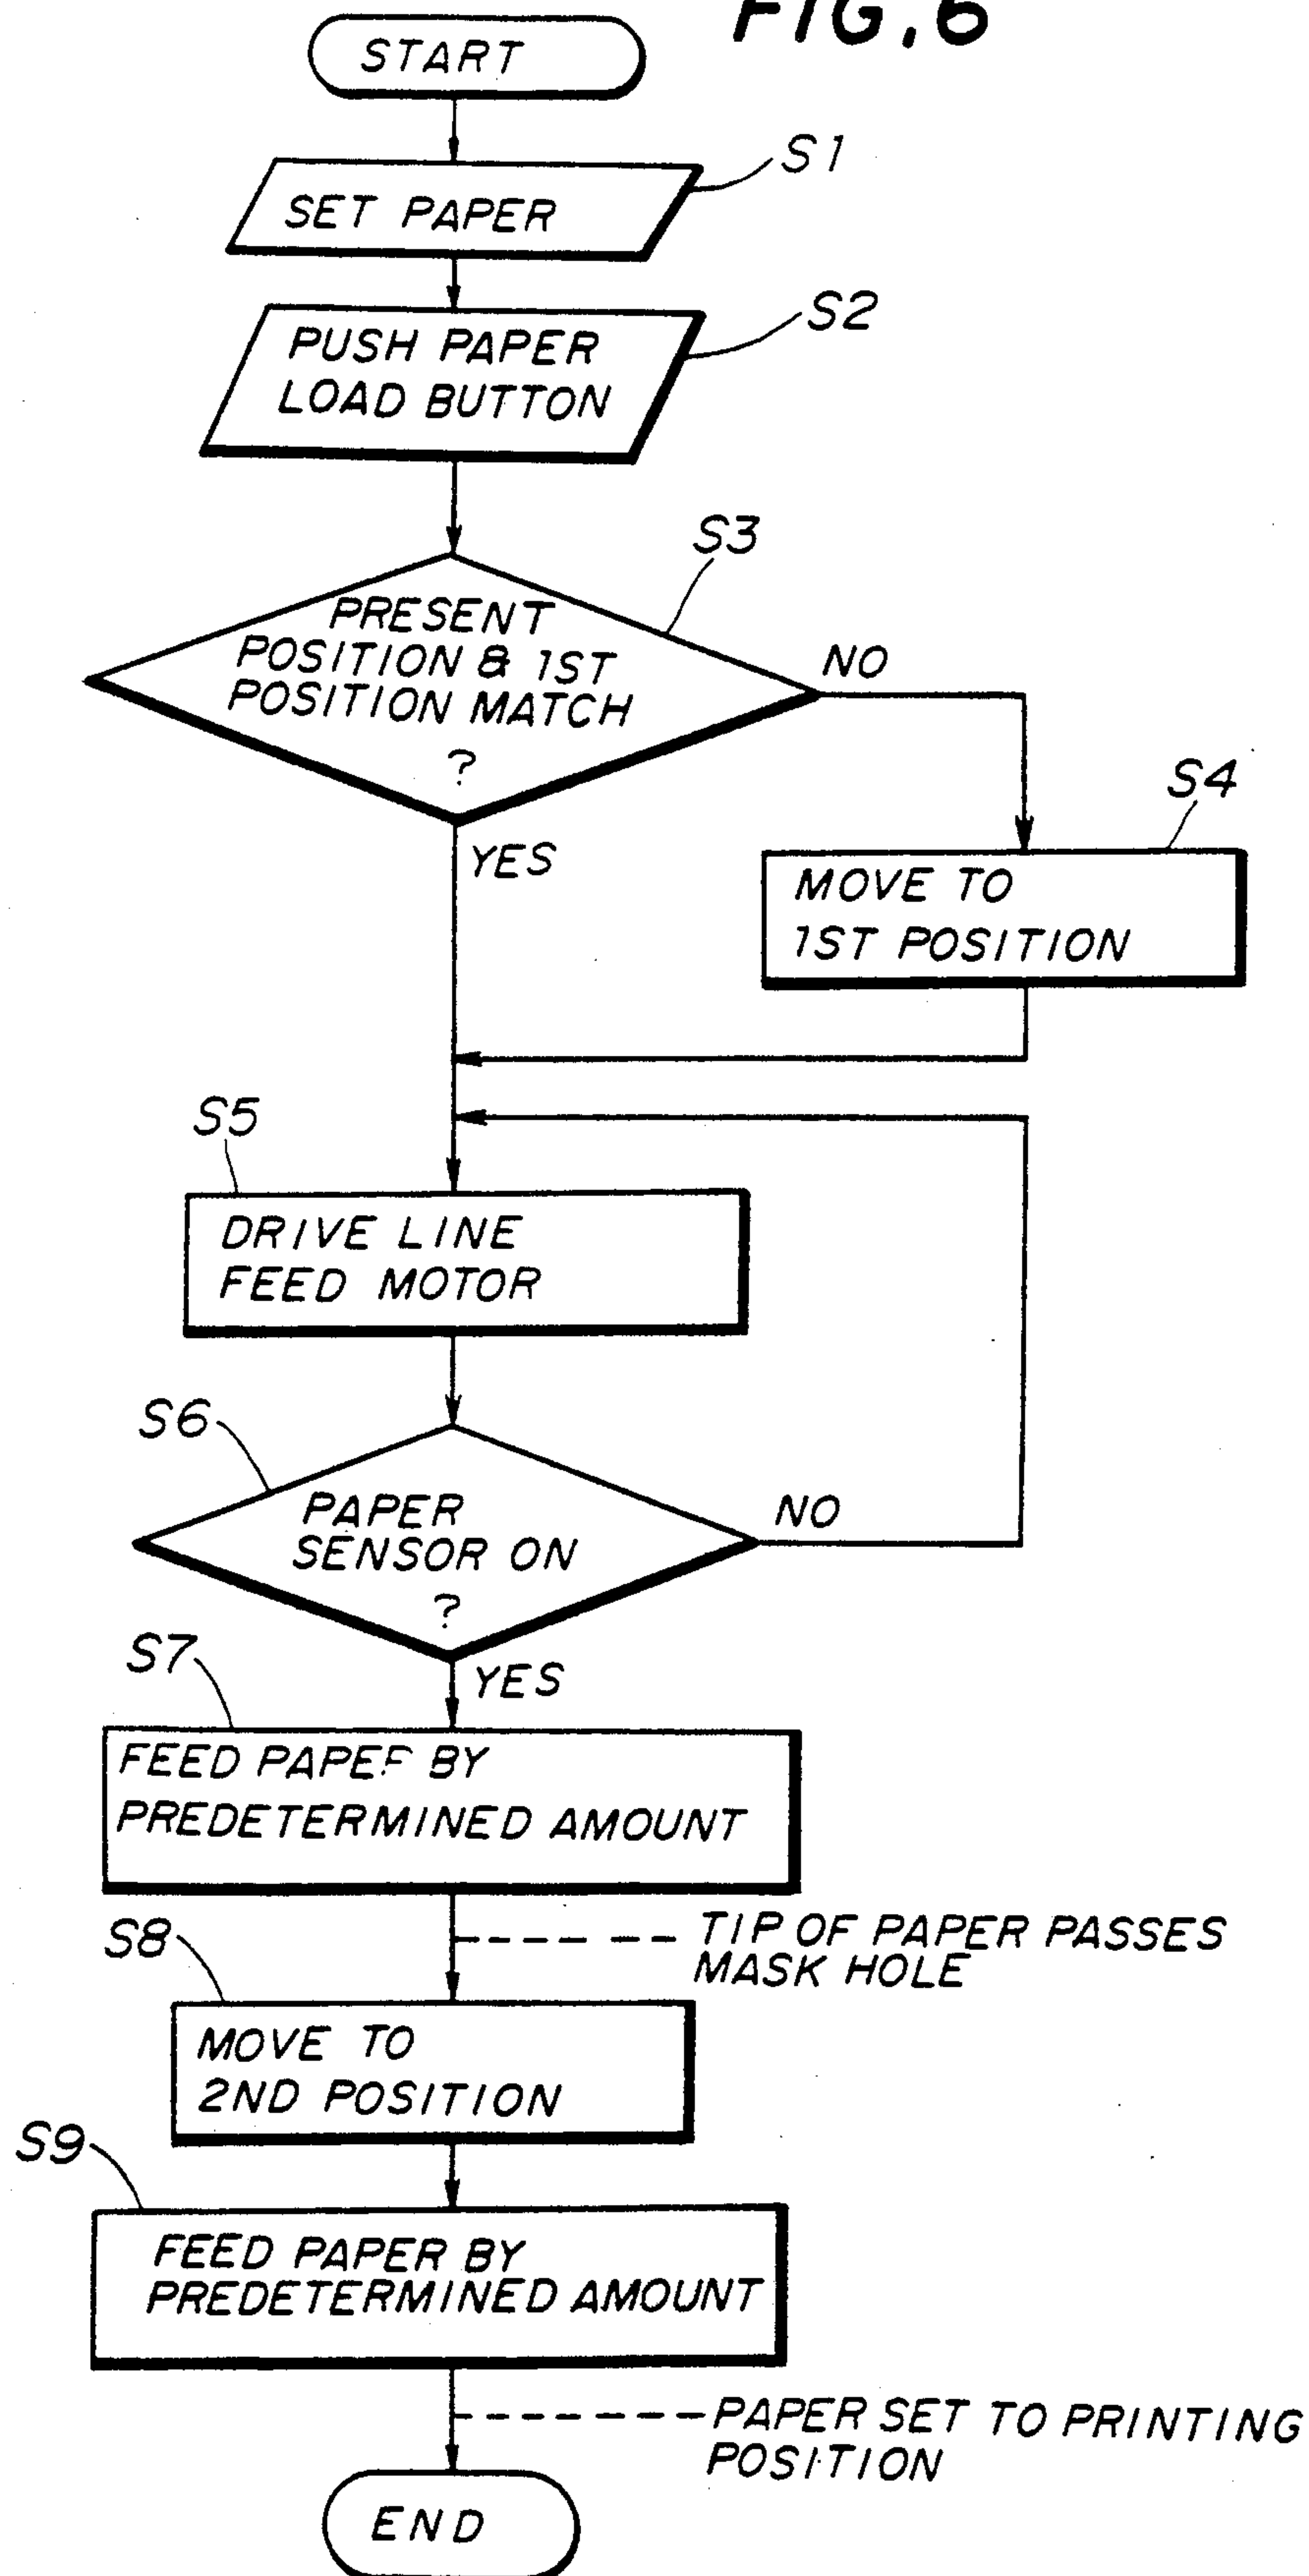 FIG.6
START
S1
SET PAPER
S2
PUSH PAPER
LOAD BUTTON
S3
PRESENT
POSITION & 1ST
POSITION MATCH
?
NO
YES
S4
MOVE TO
1ST POSITION
S5
DRIVE LINE
FEED MOTOR
S6
PAPER
SENSOR ON
?
NO
YES
S7
FEED PAPER BY
PREDETERMINED AMOUNT
TIP OF PAPER PASSES
MASK HOLE
S8
MOVE TO
2ND POSITION
S9
FEED PAPER BY
PREDETERMINED AMOUNT
PAPER SET TO PRINTING
POSITION
END